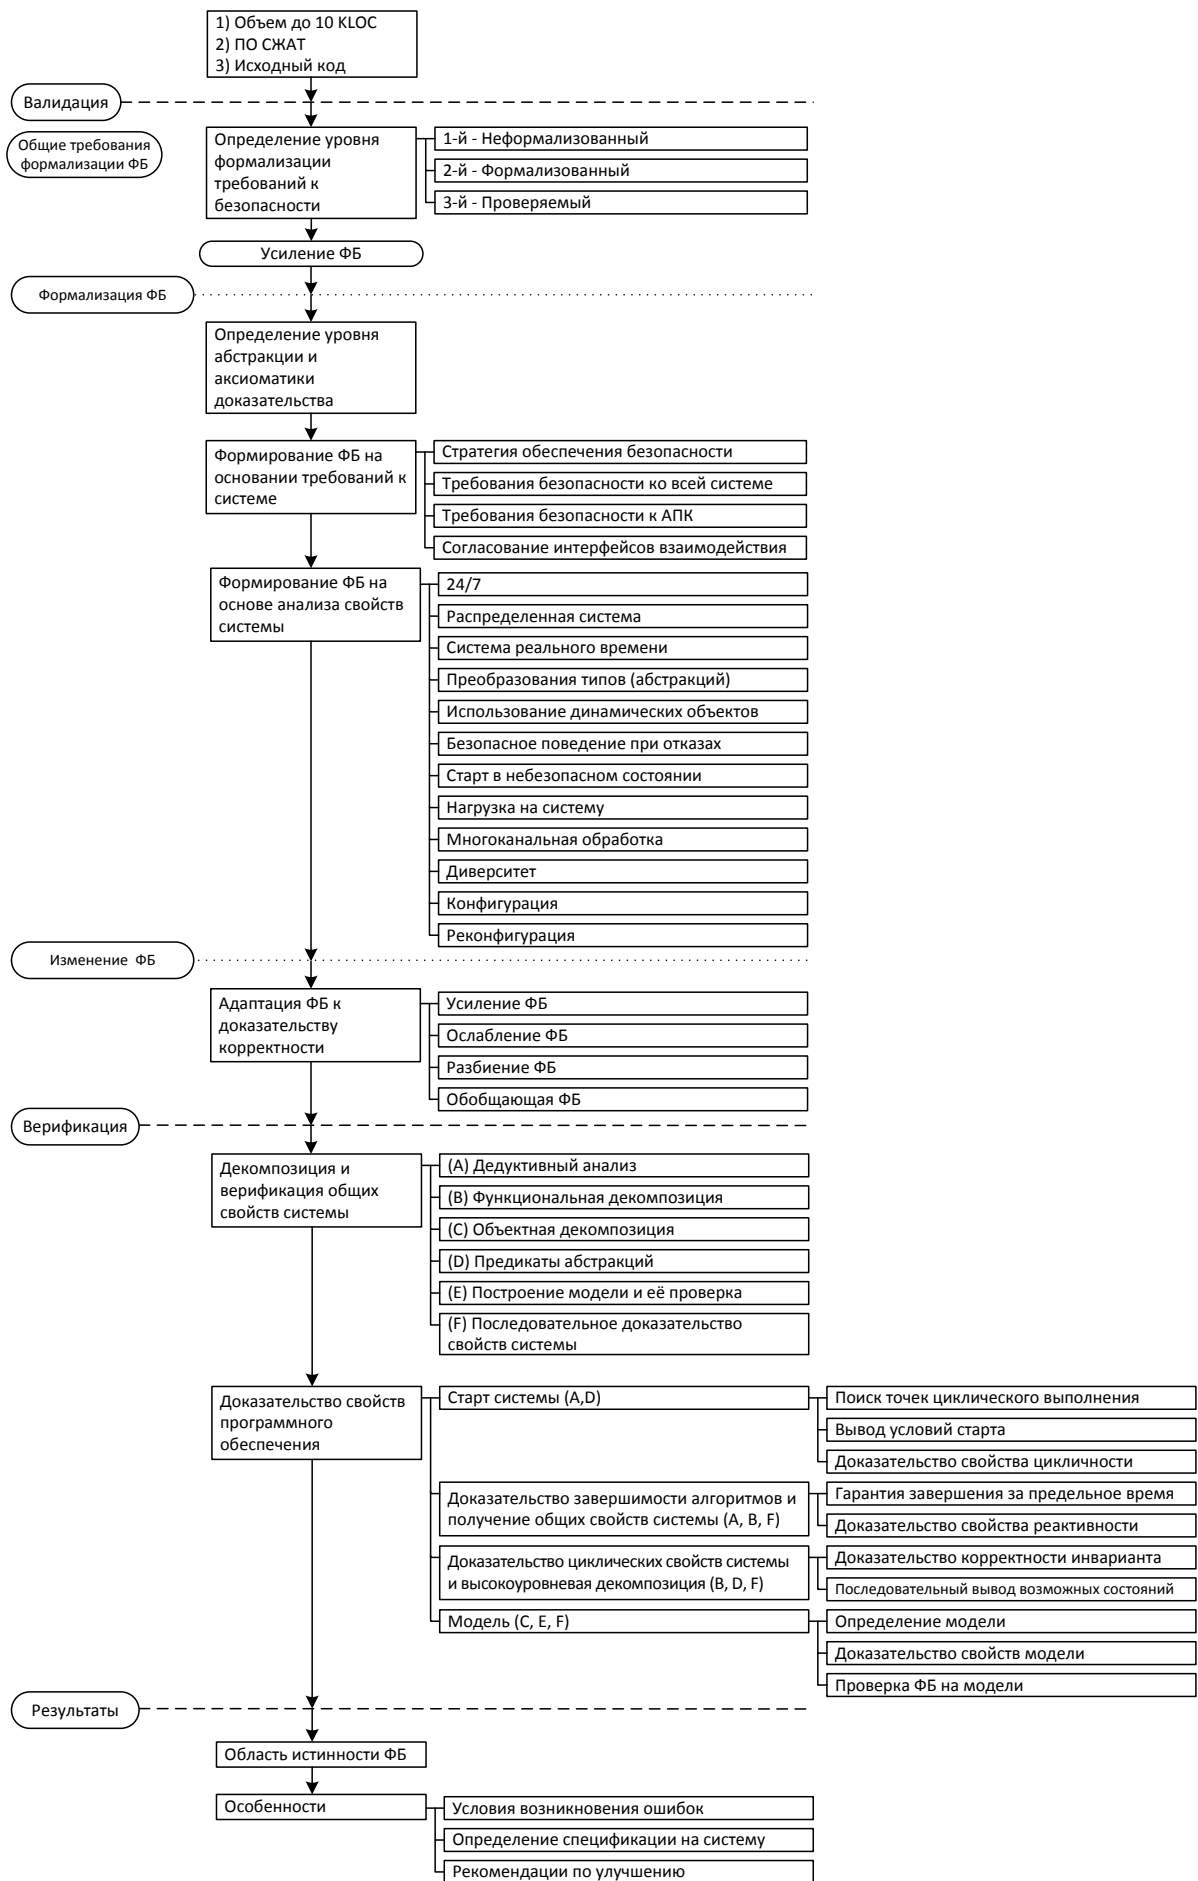 1) Объем до 10 KLOC
2) ПО СЖАТ
3) Исходный код
Валидация
Общие требования
формализации ФБ
Определение уровня
формализации
требований к
безопасности
1-й - Неформализованный
2-й - Формализованный
3-й - Проверяемый
Усиление ФБ
Формализация ФБ
Определение уровня
абстракции и
аксиоматики
доказательства
Формирование ФБ на
основании требований к
системе
Стратегия обеспечения безопасности
Требования безопасности ко всей системе
Требования безопасности к АПК
Согласование интерфейсов взаимодействия
Формирование ФБ на
основе анализа свойств
системы
24/7
Распределенная система
Система реального времени
Преобразования типов (абстракций)
Использование динамических объектов
Безопасное поведение при отказах
Старт в небезопасном состоянии
Нагрузка на систему
Многоканальная обработка
Диверситет
Конфигурация
Реконфигурация
Изменение ФБ
Адаптация ФБ к
доказательству
корректности
Усиление ФБ
Ослабление ФБ
Разбиение ФБ
Обобщающая ФБ
Верификация
Декомпозиция и
верификация общих
свойств системы
(A) Дедуктивный анализ
(B) Функциональная декомпозиция
(C) Объектная декомпозиция
(D) Предикаты абстракций
(E) Построение модели и её проверка
(F) Последовательное доказательство
свойств системы
Доказательство свойств
программного
обеспечения
Старт системы (A,D)
Поиск точек циклического выполнения
Вывод условий старта
Доказательство свойства цикличности
Доказательство завершимости алгоритмов и
получение общих свойств системы (A, B, F)
Гарантия завершения за предельное время
Доказательство свойства реактивности
Доказательство циклических свойств системы
и высокоуровневая декомпозиция (B, D, F)
Доказательство корректности инварианта
Последовательный вывод возможных состояний
Модель (C, E, F)
Определение модели
Доказательство свойств модели
Проверка ФБ на модели
Результаты
Область истинности ФБ
Особенности
Условия возникновения ошибок
Определение спецификации на систему
Рекомендации по улучшению